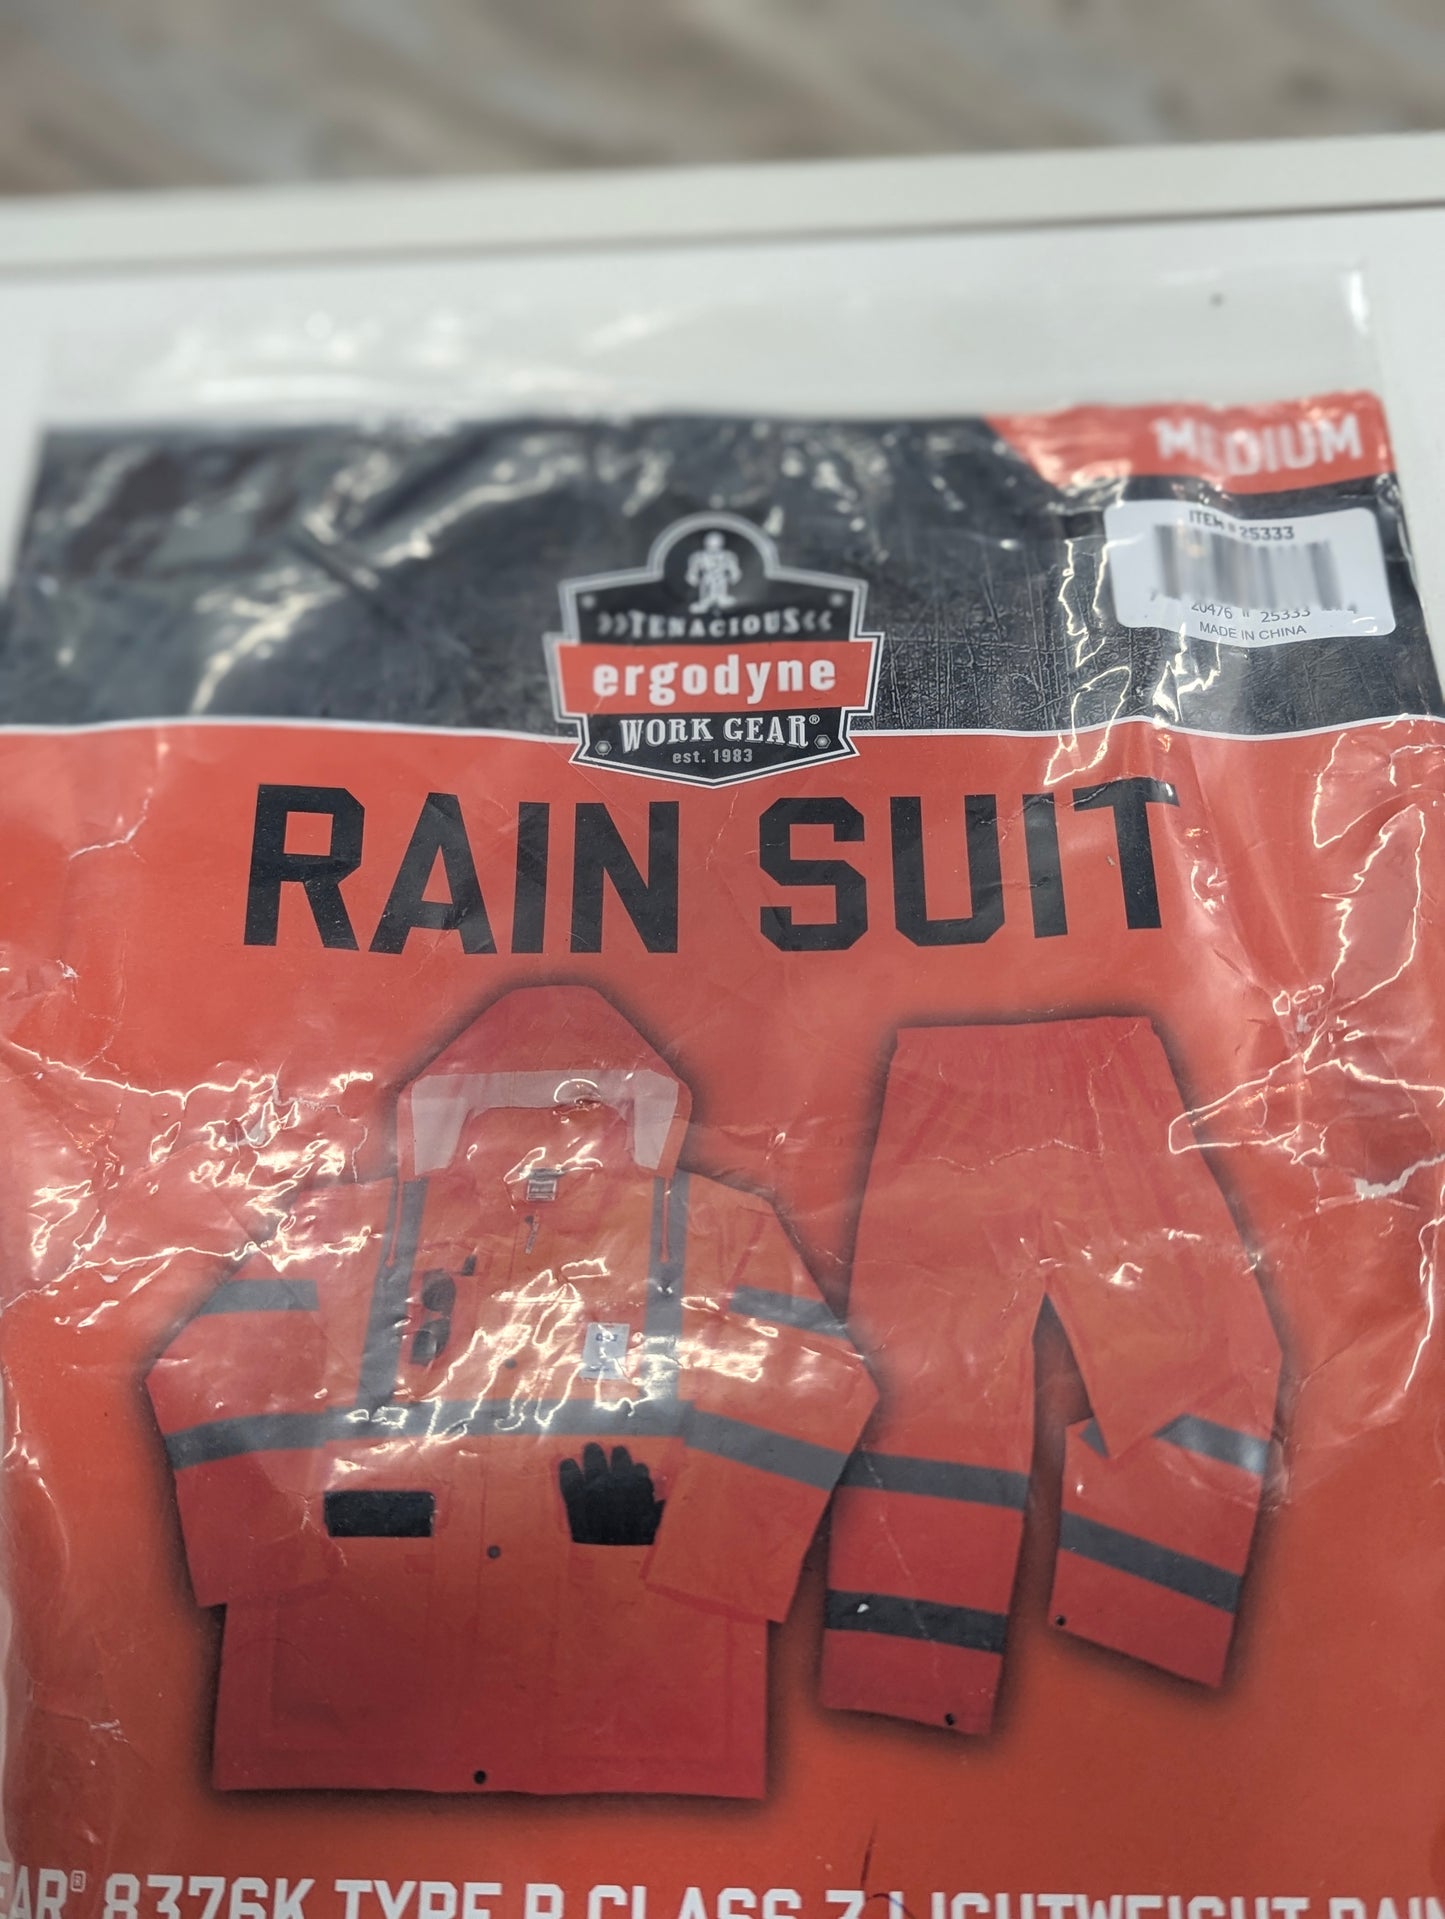 MEDIUM
ITEM # 25333
20476 25333
MADE IN CHINA
TENACIOUS
ergodyne
WORK GEAR®
est. 1983
RAIN SUIT
EAR® 8376K TYPE R CLASS 3 LIGHTWEIGHT RAIN